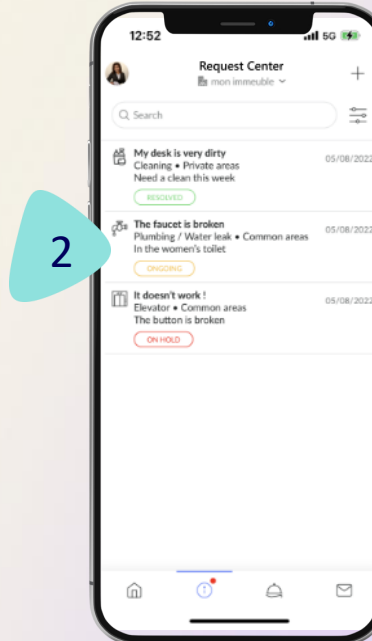 12:52
5G
Request Center
mon immeuble
Search
My desk is very dirty
05/08/2022
Cleaning • Private areas
Need a clean this week
RESOLVED
The faucet is broken
05/08/2022
Plumbing / Water leak • Common areas
In the women's toilet
ONGOING
2
It doesn't work !
05/08/2022
Elevator • Common areas
The button is broken
ON HOLD